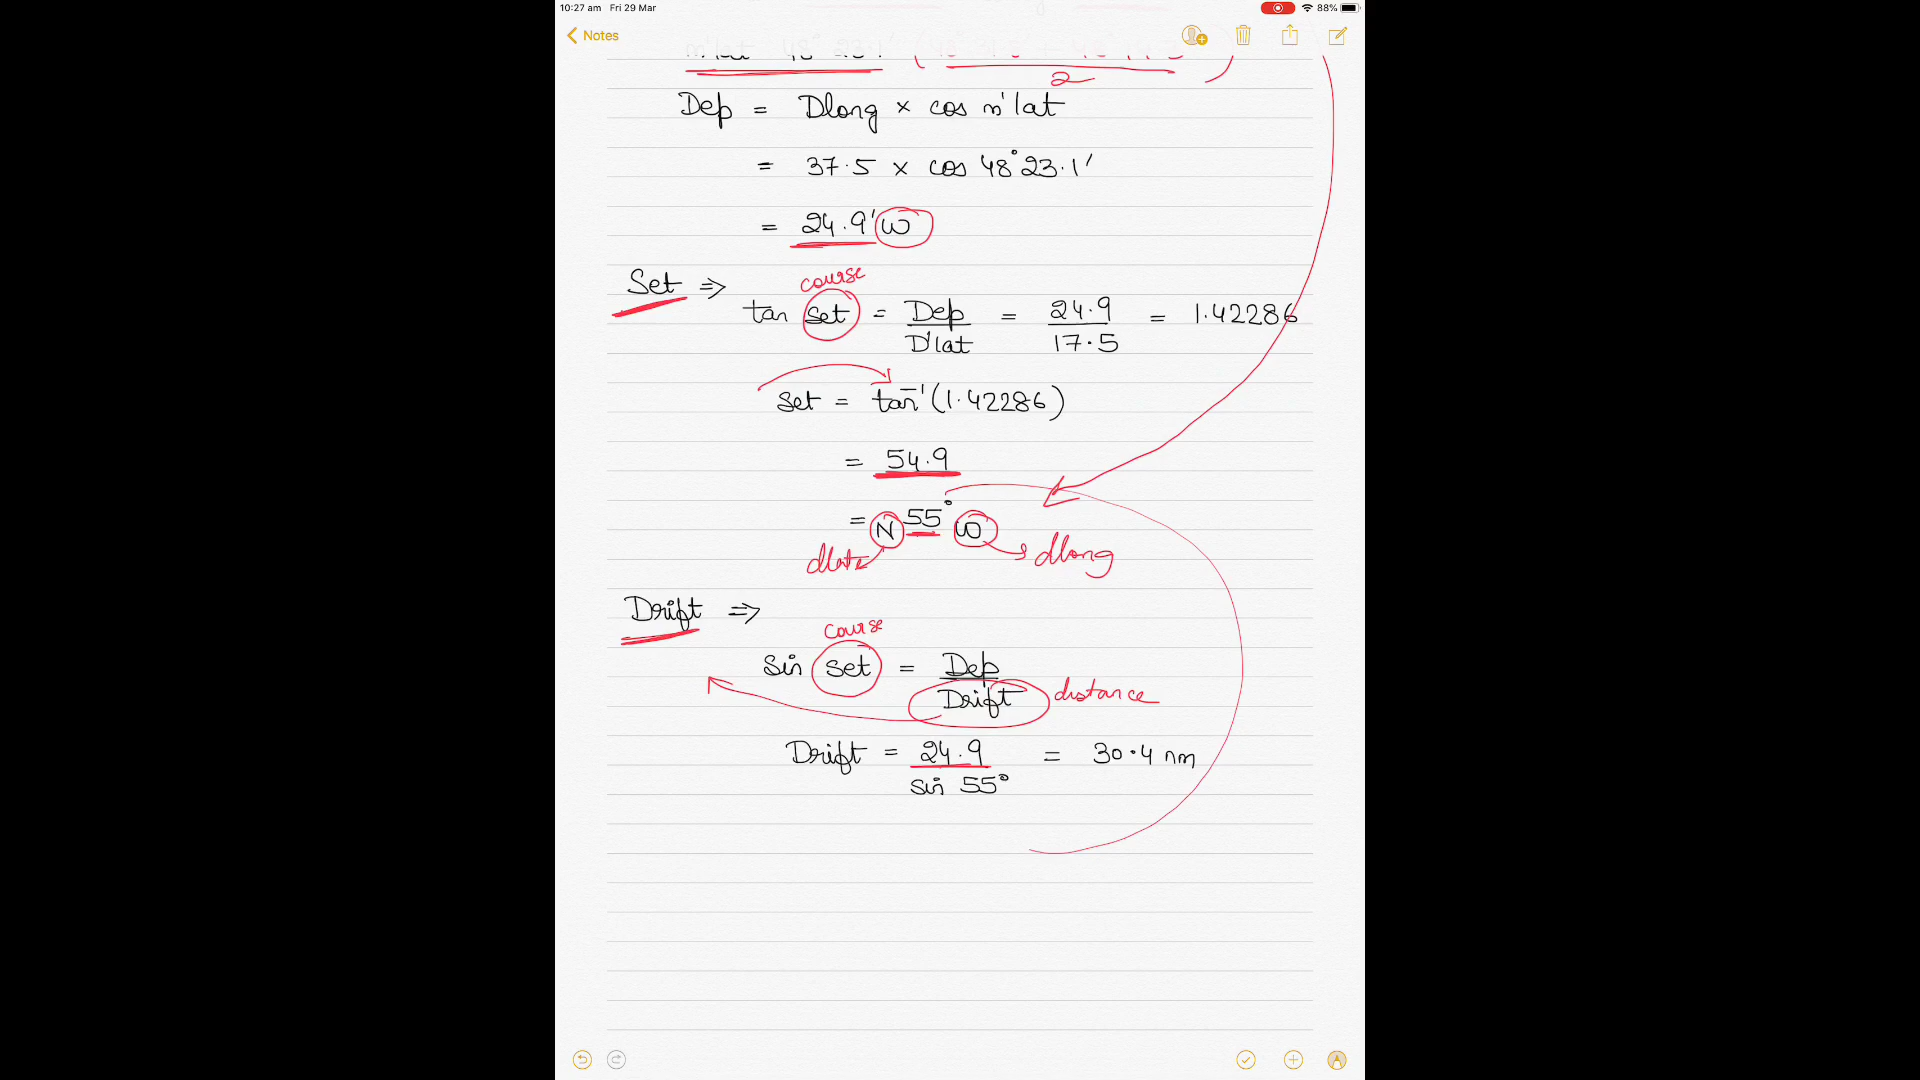 10:27 am Fri 29 Mar
88%
Notes
2
Dep = Dlong × cos m'lat
= 37.5 × cos 48°23.1'
= 24.9' W
Set ⇒
course
tan set = Dep / D'lat = 24.9 / 17.5 = 1.42286
set = tan⁻¹(1.42286)
= 54.9
= N 55° W
dlat
dlong
Drift ⇒
course
sin set = Dep / Drift
distance
Drift = 24.9 / sin 55° = 30.4 nm